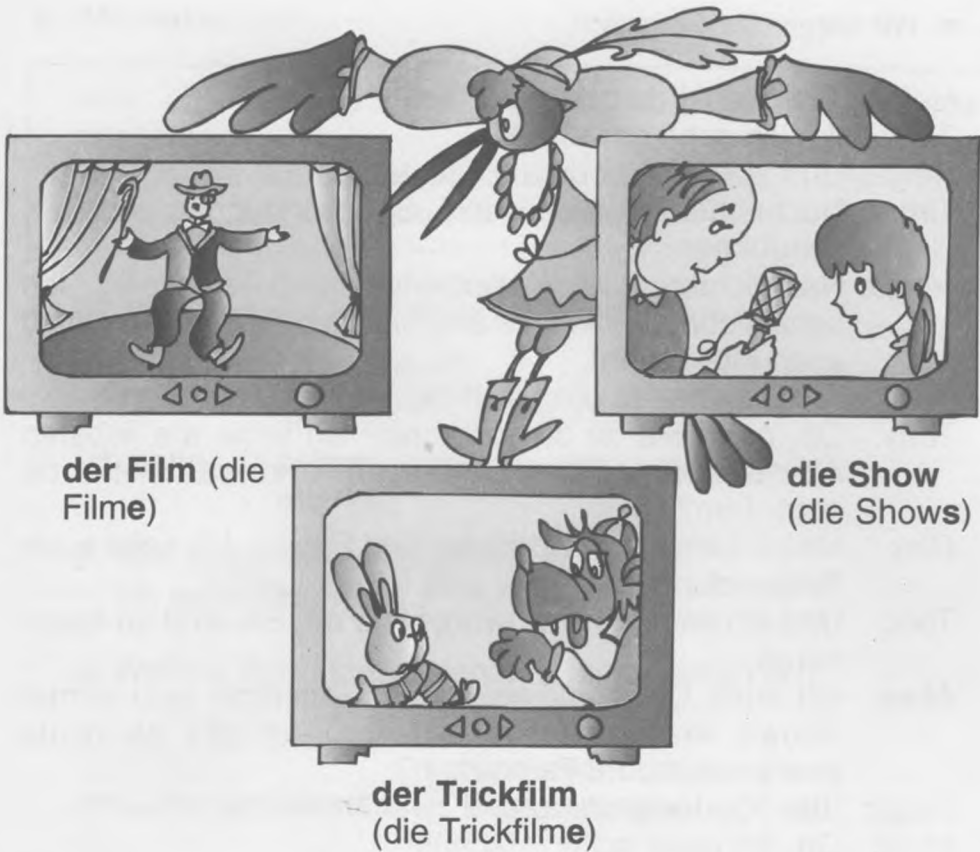 der Film (die
Filme)
die Show
(die Shows)
der Trickfilm
(die Trickfilme)